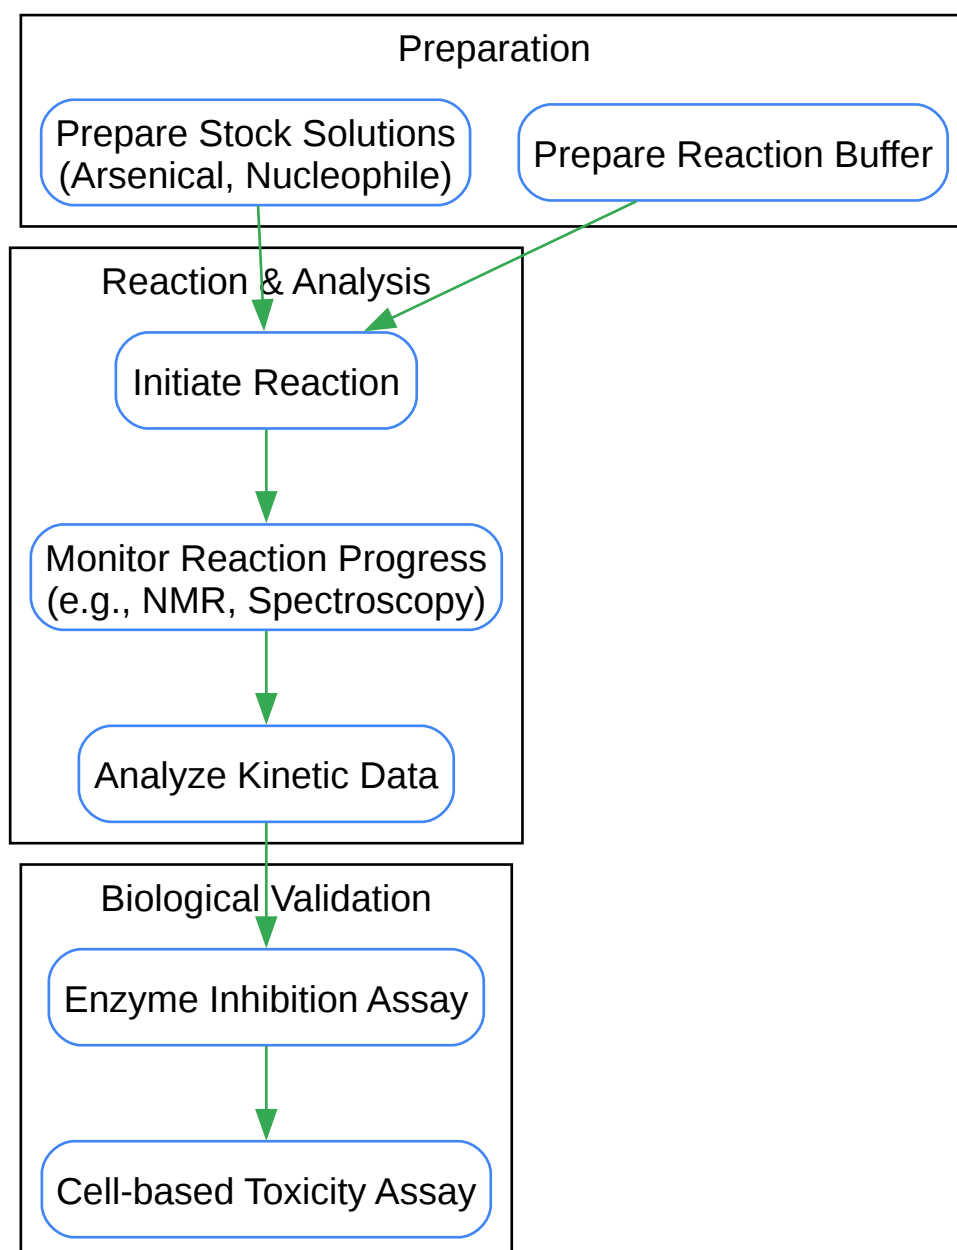 Preparation
Prepare Stock Solutions
(Arsenical, Nucleophile)
Prepare Reaction Buffer
Reaction & Analysis
Initiate Reaction
Monitor Reaction Progress
(e.g., NMR, Spectroscopy)
Analyze Kinetic Data
Biological Validation
Enzyme Inhibition Assay
Cell-based Toxicity Assay